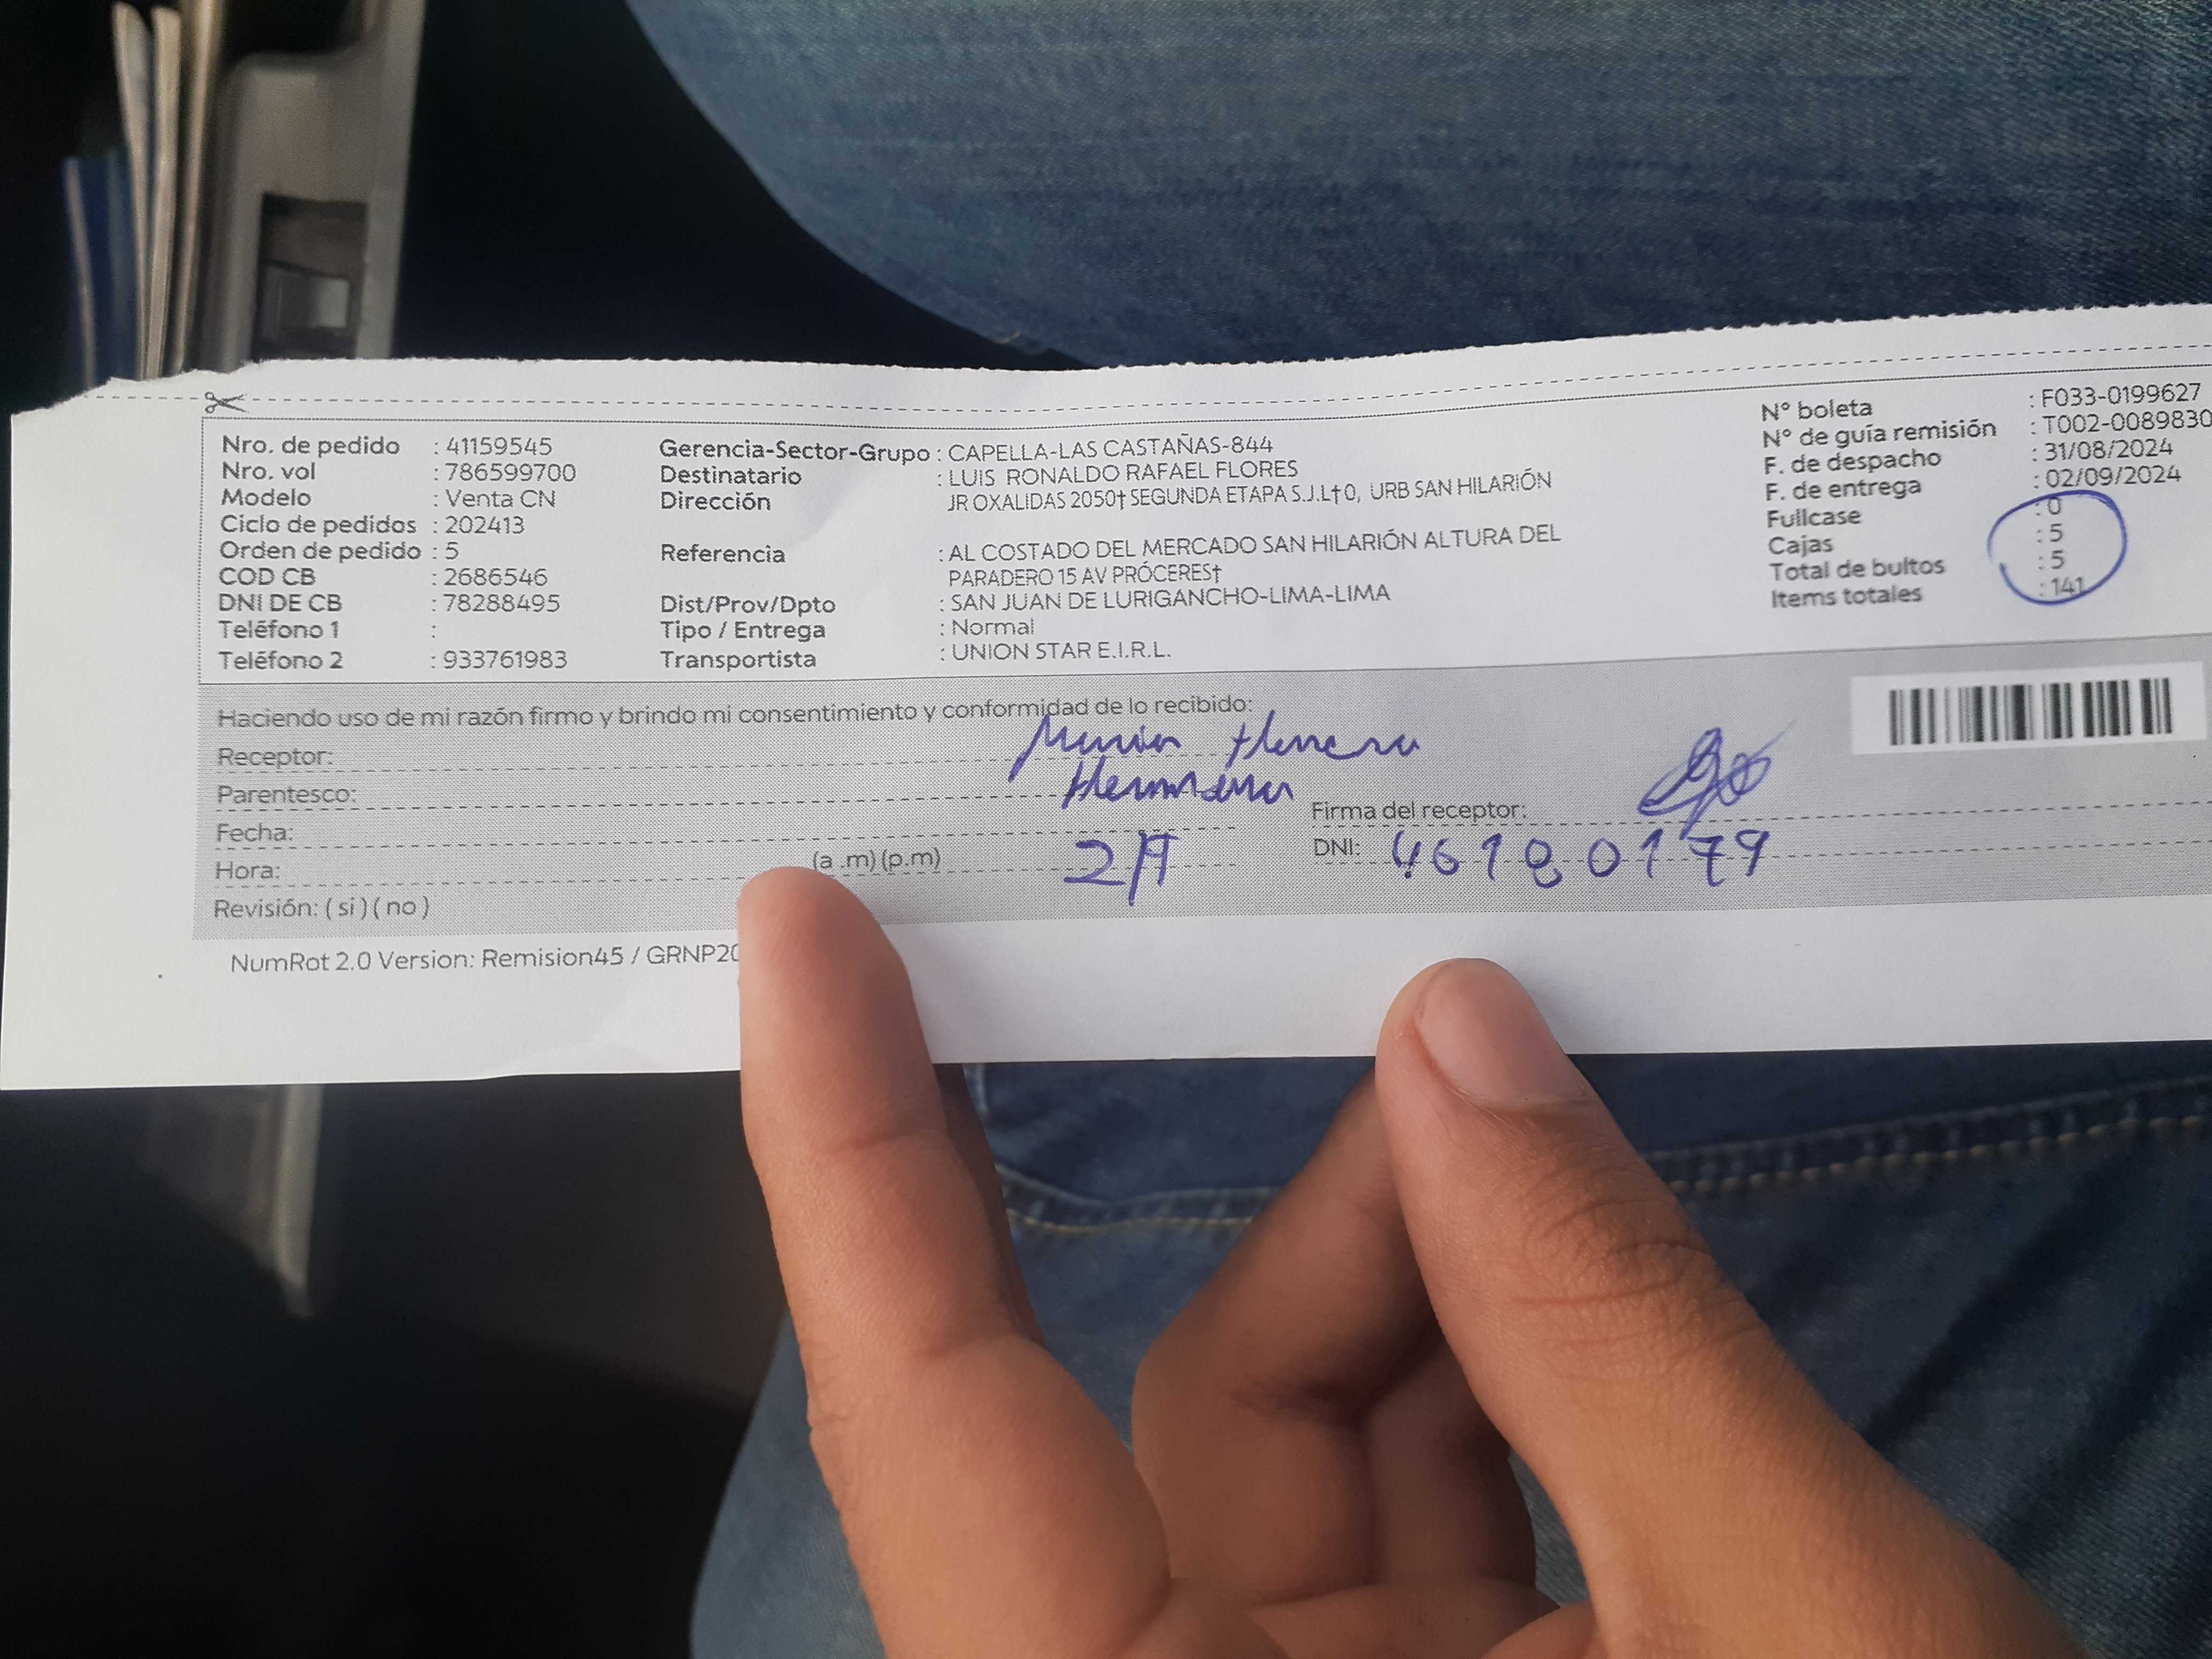 Nro. de pedido : 41159545
Nro. vol : 786599700
Modelo : Venta CN
Ciclo de pedidos : 202413
Orden de pedido : 5
COD CB : 2686546
DNI DE CB : 78288495
Teléfono 1 :
Teléfono 2 : 933761983
Gerencia-Sector-Grupo : CAPELLA-LAS CASTAÑAS-844
Destinatario : LUIS RONALDO RAFAEL FLORES
Dirección JR OXALIDAS 2050† SEGUNDA ETAPA S.J.L†0, URB SAN HILARIÓN
Referencia : AL COSTADO DEL MERCADO SAN HILARIÓN ALTURA DEL
PARADERO 15 AV PRÓCERES†
Dist/Prov/Dpto : SAN JUAN DE LURIGANCHO-LIMA-LIMA
Tipo / Entrega : Normal
Transportista : UNION STAR E.I.R.L.
N° boleta : F033-0199627
N° de guía remisión : T002-0089830
F. de despacho : 31/08/2024
F. de entrega : 02/09/2024
Fullcase : 0
Cajas : 5
Total de bultos : 5
Items totales : 141
Haciendo uso de mi razón firmo y brindo mi consentimiento y conformidad de lo recibido:
Receptor: Herrera
Parentesco: Hermana
Fecha:
Firma del receptor:
Hora: (a .m) (p.m) 2/9
DNI: 46180179
Revisión: ( si ) ( no )
NumRot 2.0 Version: Remision45 / GRNP20